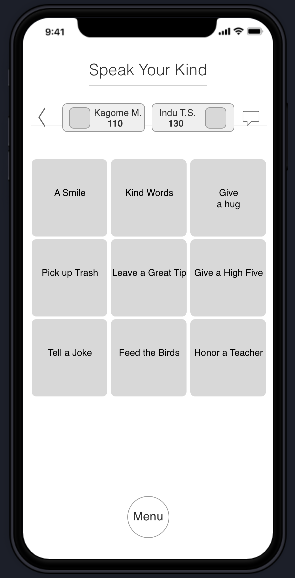 9:41
Speak Your Kind
Kagome M.
110
Indu T.S.
130
A Smile
Kind Words
Give
a hug
Pick up Trash
Leave a Great Tip
Give a High Five
Tell a Joke
Feed the Birds
Honor a Teacher
Menu